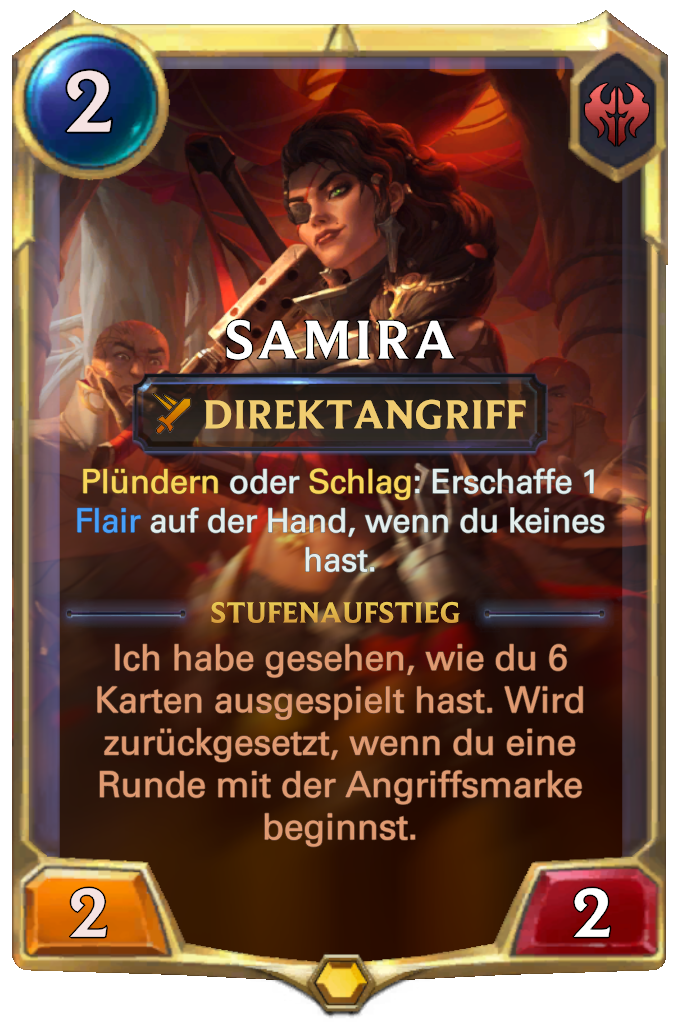 2
SAMIRA
DIREKTANGRIFF
Plündern oder Schlag: Erschaffe 1
Flair auf der Hand, wenn du keines
hast.
STUFENAUFSTIEG
Ich habe gesehen, wie du 6
Karten ausgespielt hast. Wird
zurückgesetzt, wenn du eine
Runde mit der Angriffsmarke
beginnst.
2 2